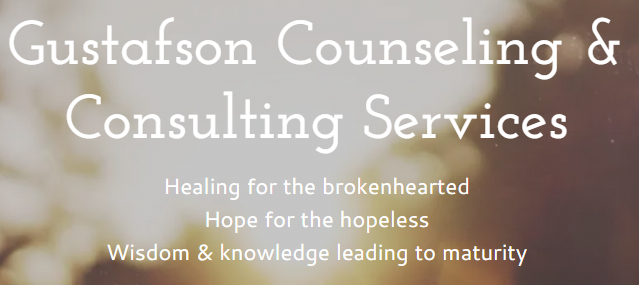 Gustafson Counseling &
Consulting Services
Healing for the brokenhearted
Hope for the hopeless
Wisdom & knowledge leading to maturity